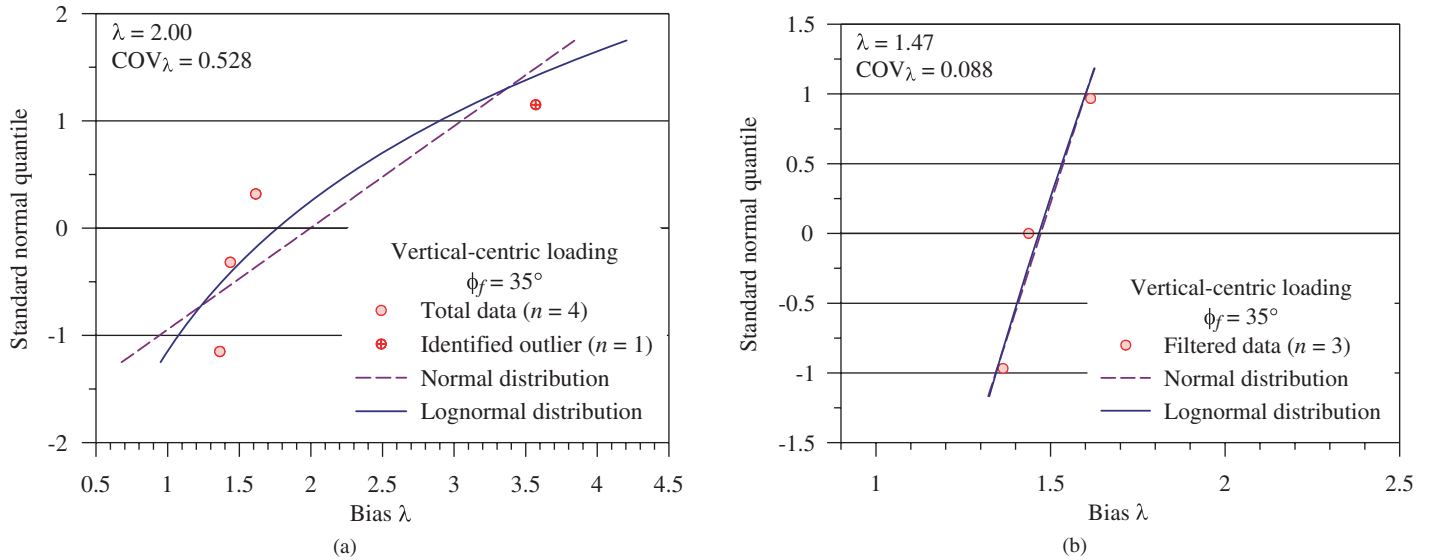 λ = 2.00
COVλ = 0.528
Standard normal quantile
2
1
0
-1
-2
0.5 1 1.5 2 2.5 3 3.5 4 4.5
Bias λ
Vertical-centric loading
ϕf = 35°
Total data (n = 4)
Identified outlier (n = 1)
Normal distribution
Lognormal distribution
(a)
λ = 1.47
COVλ = 0.088
Standard normal quantile
1.5
1
0.5
0
-0.5
-1
-1.5
1 1.5 2 2.5
Bias λ
Vertical-centric loading
ϕf = 35°
Filtered data (n = 3)
Normal distribution
Lognormal distribution
(b)